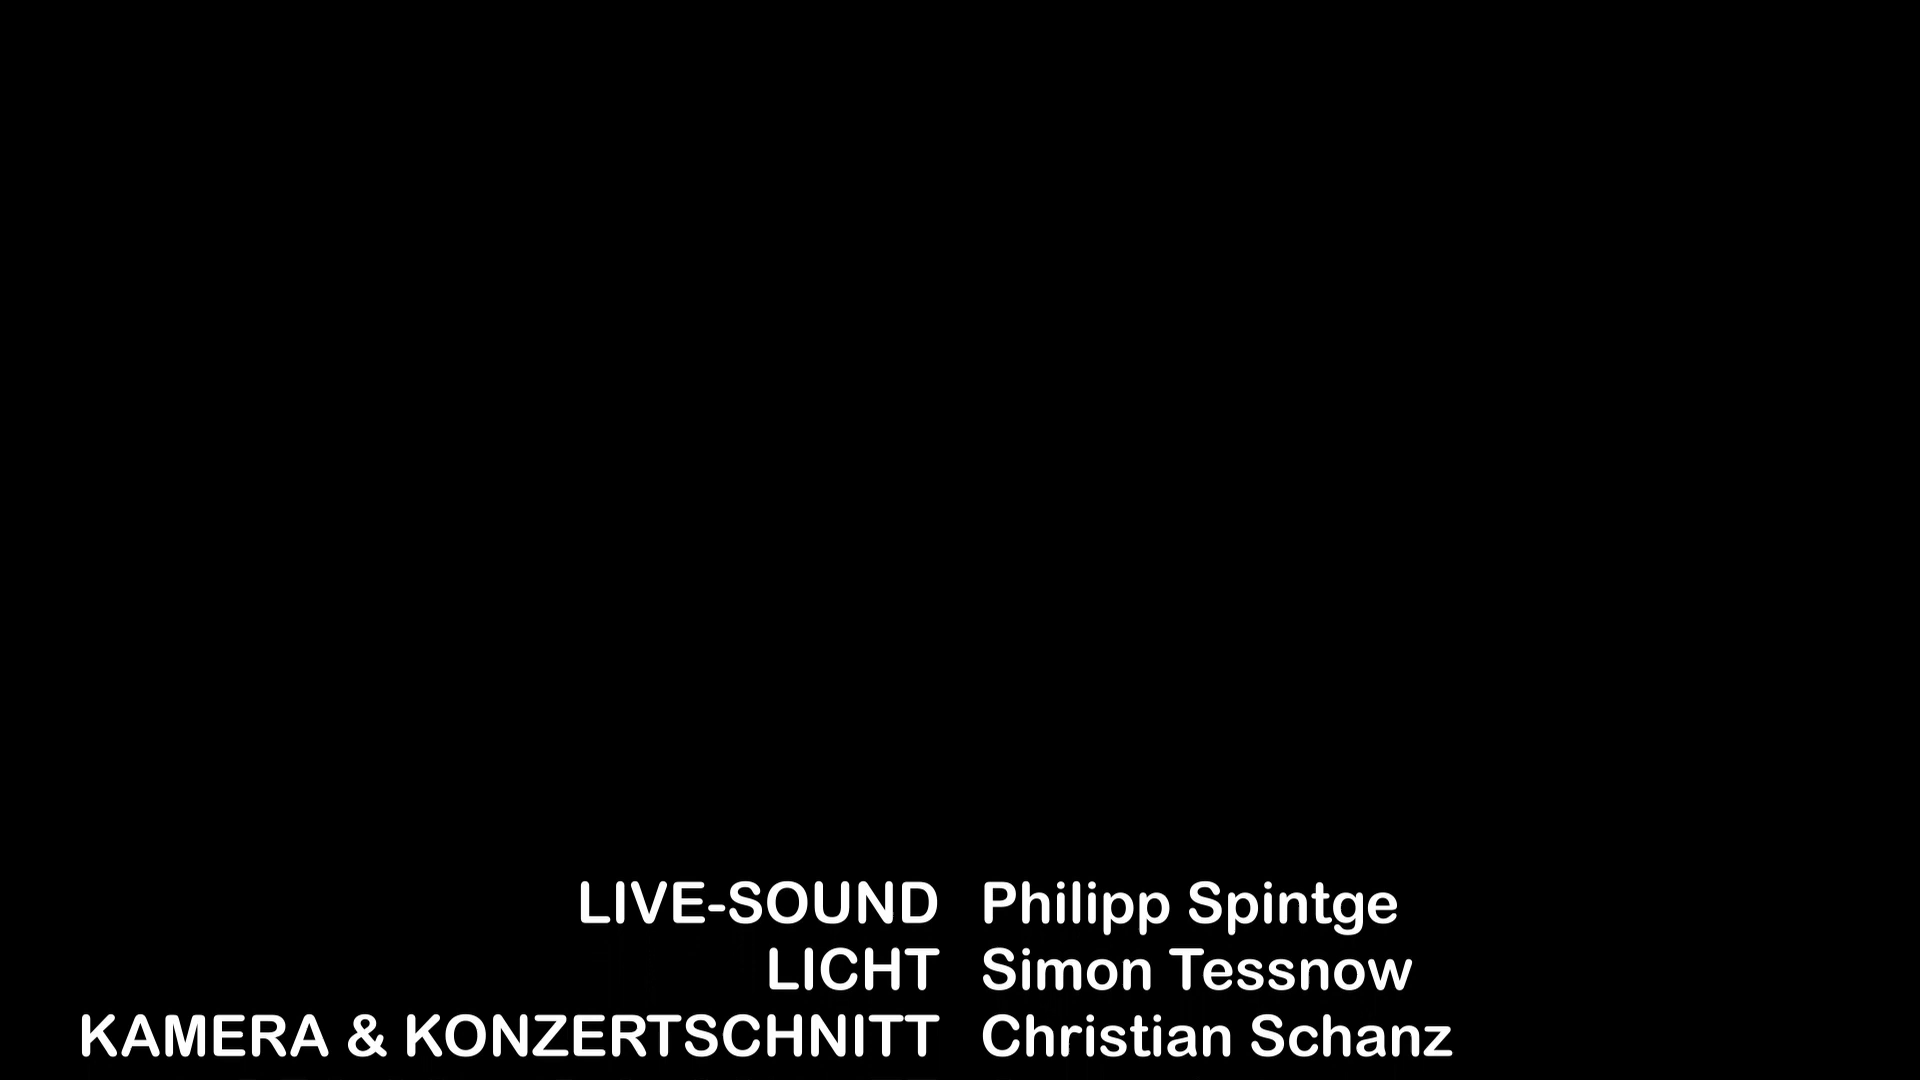 LIVE-SOUND Philipp Spintge
LICHT Simon Tessnow
KAMERA & KONZERTSCHNITT Christian Schanz